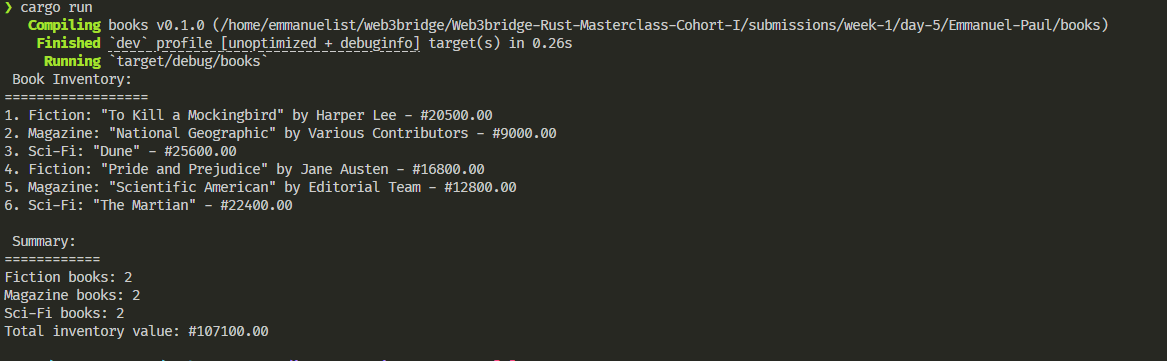 ❯ cargo run
Compiling books v0.1.0 (/home/emmanuelist/web3bridge/Web3bridge-Rust-Masterclass-Cohort-I/submissions/week-1/day-5/Emmanuel-Paul/books)
Finished `dev` profile [unoptimized + debuginfo] target(s) in 0.26s
Running `target/debug/books`
Book Inventory:
==================
1. Fiction: "To Kill a Mockingbird" by Harper Lee - #20500.00
2. Magazine: "National Geographic" by Various Contributors - #9000.00
3. Sci-Fi: "Dune" - #25600.00
4. Fiction: "Pride and Prejudice" by Jane Austen - #16800.00
5. Magazine: "Scientific American" by Editorial Team - #12800.00
6. Sci-Fi: "The Martian" - #22400.00
Summary:
============
Fiction books: 2
Magazine books: 2
Sci-Fi books: 2
Total inventory value: #107100.00